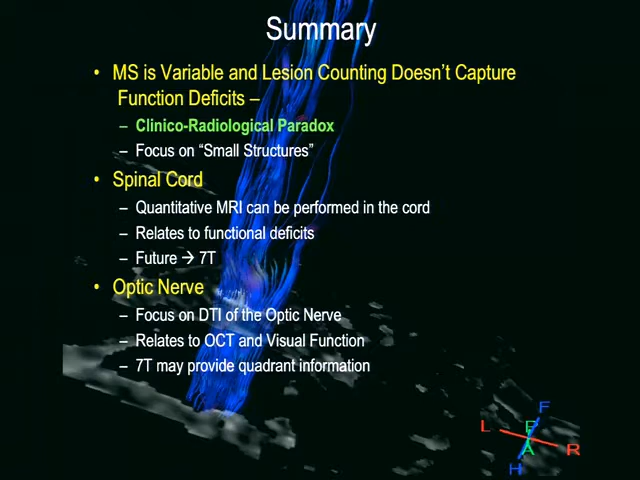 Summary
• MS is Variable and Lesion Counting Doesn't Capture
Function Deficits –
– Clinico-Radiological Paradox
– Focus on “Small Structures”
• Spinal Cord
– Quantitative MRI can be performed in the cord
– Relates to functional deficits
– Future → 7T
• Optic Nerve
– Focus on DTI of the Optic Nerve
– Relates to OCT and Visual Function
– 7T may provide quadrant information
F
L P
A R
H